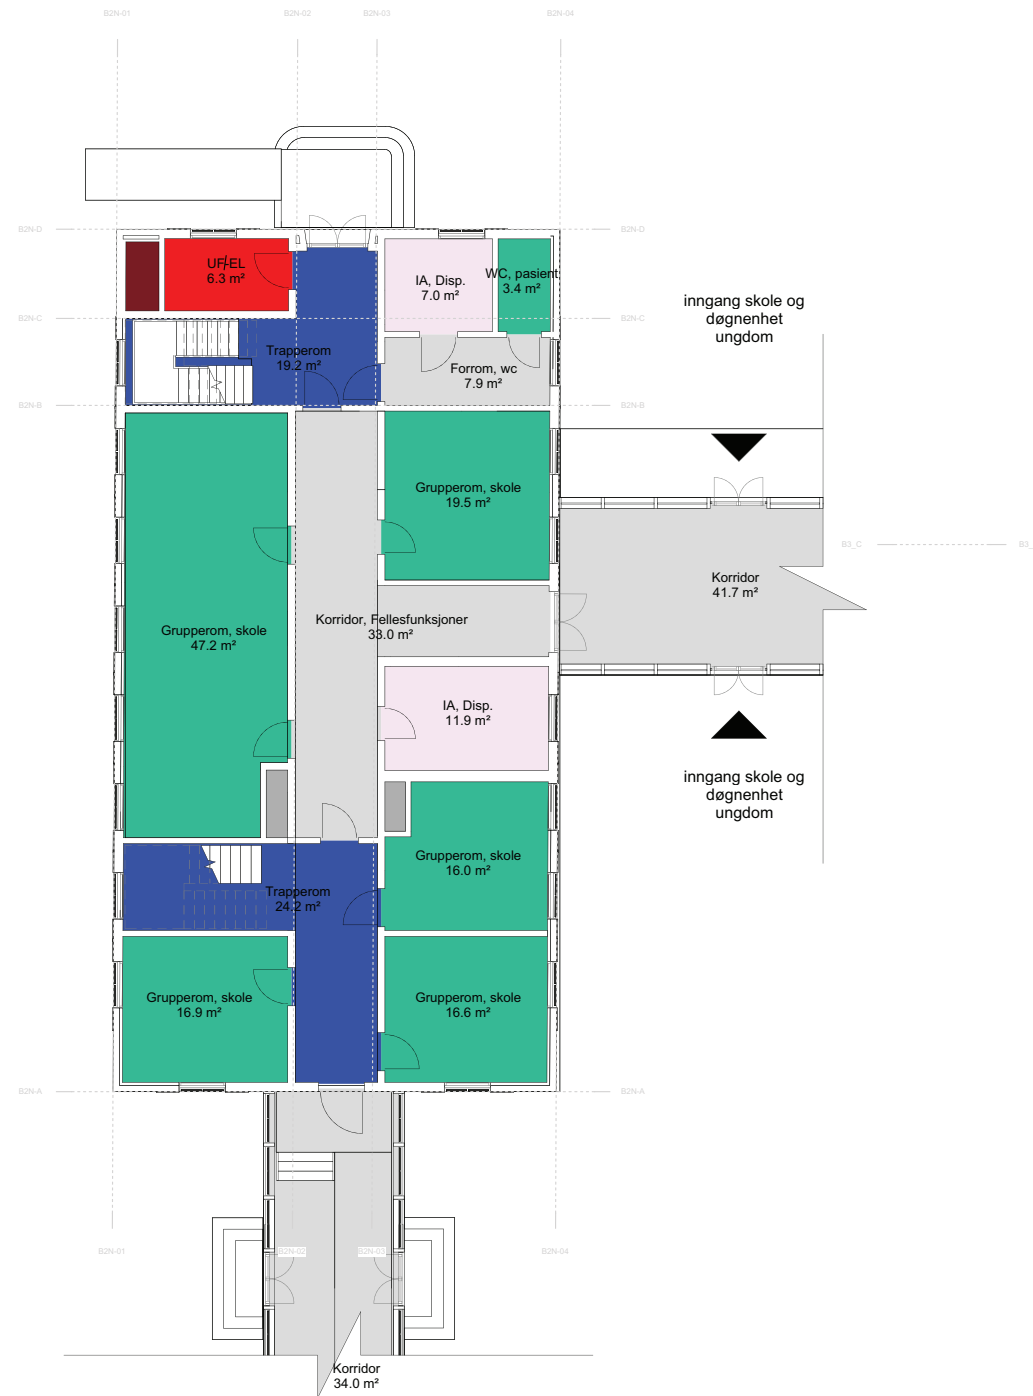 B2N-01
B2N-02
B2N-03
B2N-04
B2N-D
B2N-D
UF-EL
6.3 m²
IA, Disp.
7.0 m²
WC, pasient
3.4 m²
inngang skole og
døgnenhet
ungdom
B2N-C
B2N-C
Trapperom
19.2 m²
Forrom, wc
7.9 m²
B2N-B
B2N-B
Grupperom, skole
19.5 m²
B3_C
B3_
Korridor
41.7 m²
Korridor, Fellesfunksjoner
33.0 m²
Grupperom, skole
47.2 m²
IA, Disp.
11.9 m²
inngang skole og
døgnenhet
ungdom
Grupperom, skole
16.0 m²
Trapperom
24.2 m²
Grupperom, skole
16.9 m²
Grupperom, skole
16.6 m²
B2N-A
B2N-A
B2N-01
B2N-02
B2N-03
B2N-04
Korridor
34.0 m²